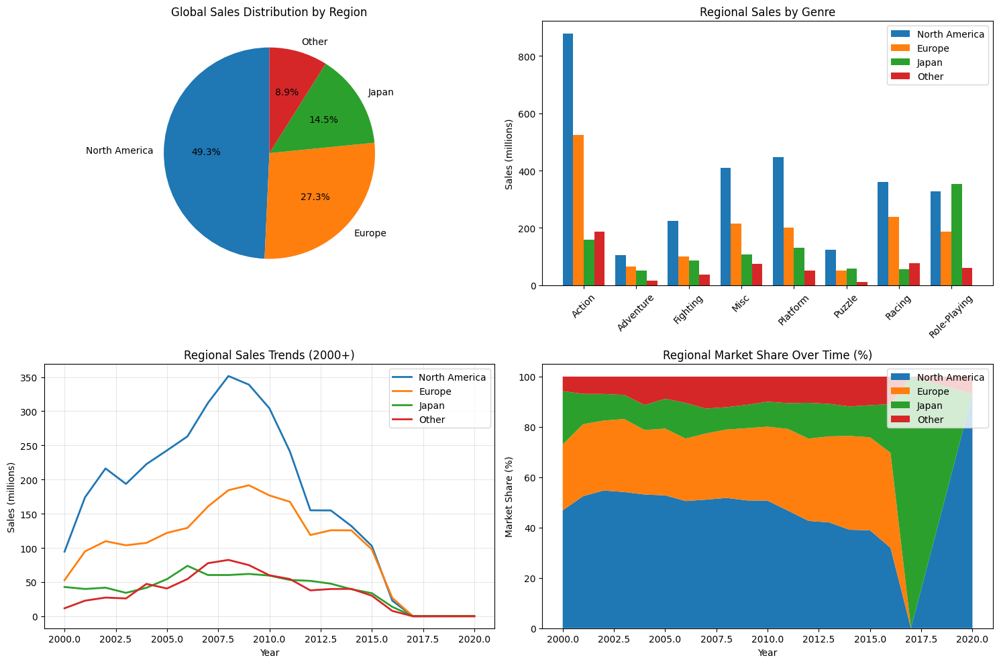 Global Sales Distribution by Region
Other
8.9%
Japan
14.5%
North America
49.3%
27.3%
Europe
Regional Sales by Genre
North America
Europe
Japan
Other
Sales (millions)
800
600
400
200
0
Action
Adventure
Fighting
Misc
Platform
Puzzle
Racing
Role-Playing
Regional Sales Trends (2000+)
North America
Europe
Japan
Other
Sales (millions)
350
300
250
200
150
100
50
0
2000.0 2002.5 2005.0 2007.5 2010.0 2012.5 2015.0 2017.5 2020.0
Year
Regional Market Share Over Time (%)
North America
Europe
Japan
Other
Market Share (%)
100
80
60
40
20
0
2000.0 2002.5 2005.0 2007.5 2010.0 2012.5 2015.0 2017.5 2020.0
Year